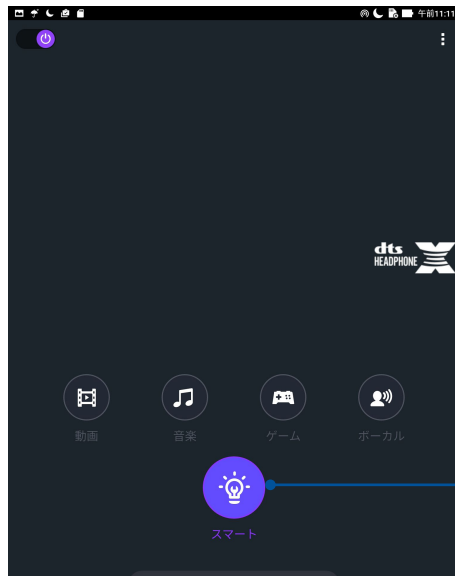 午前11:11
dts
HEADPHONE X
動画
音楽
ゲーム
ボーカル
スマート